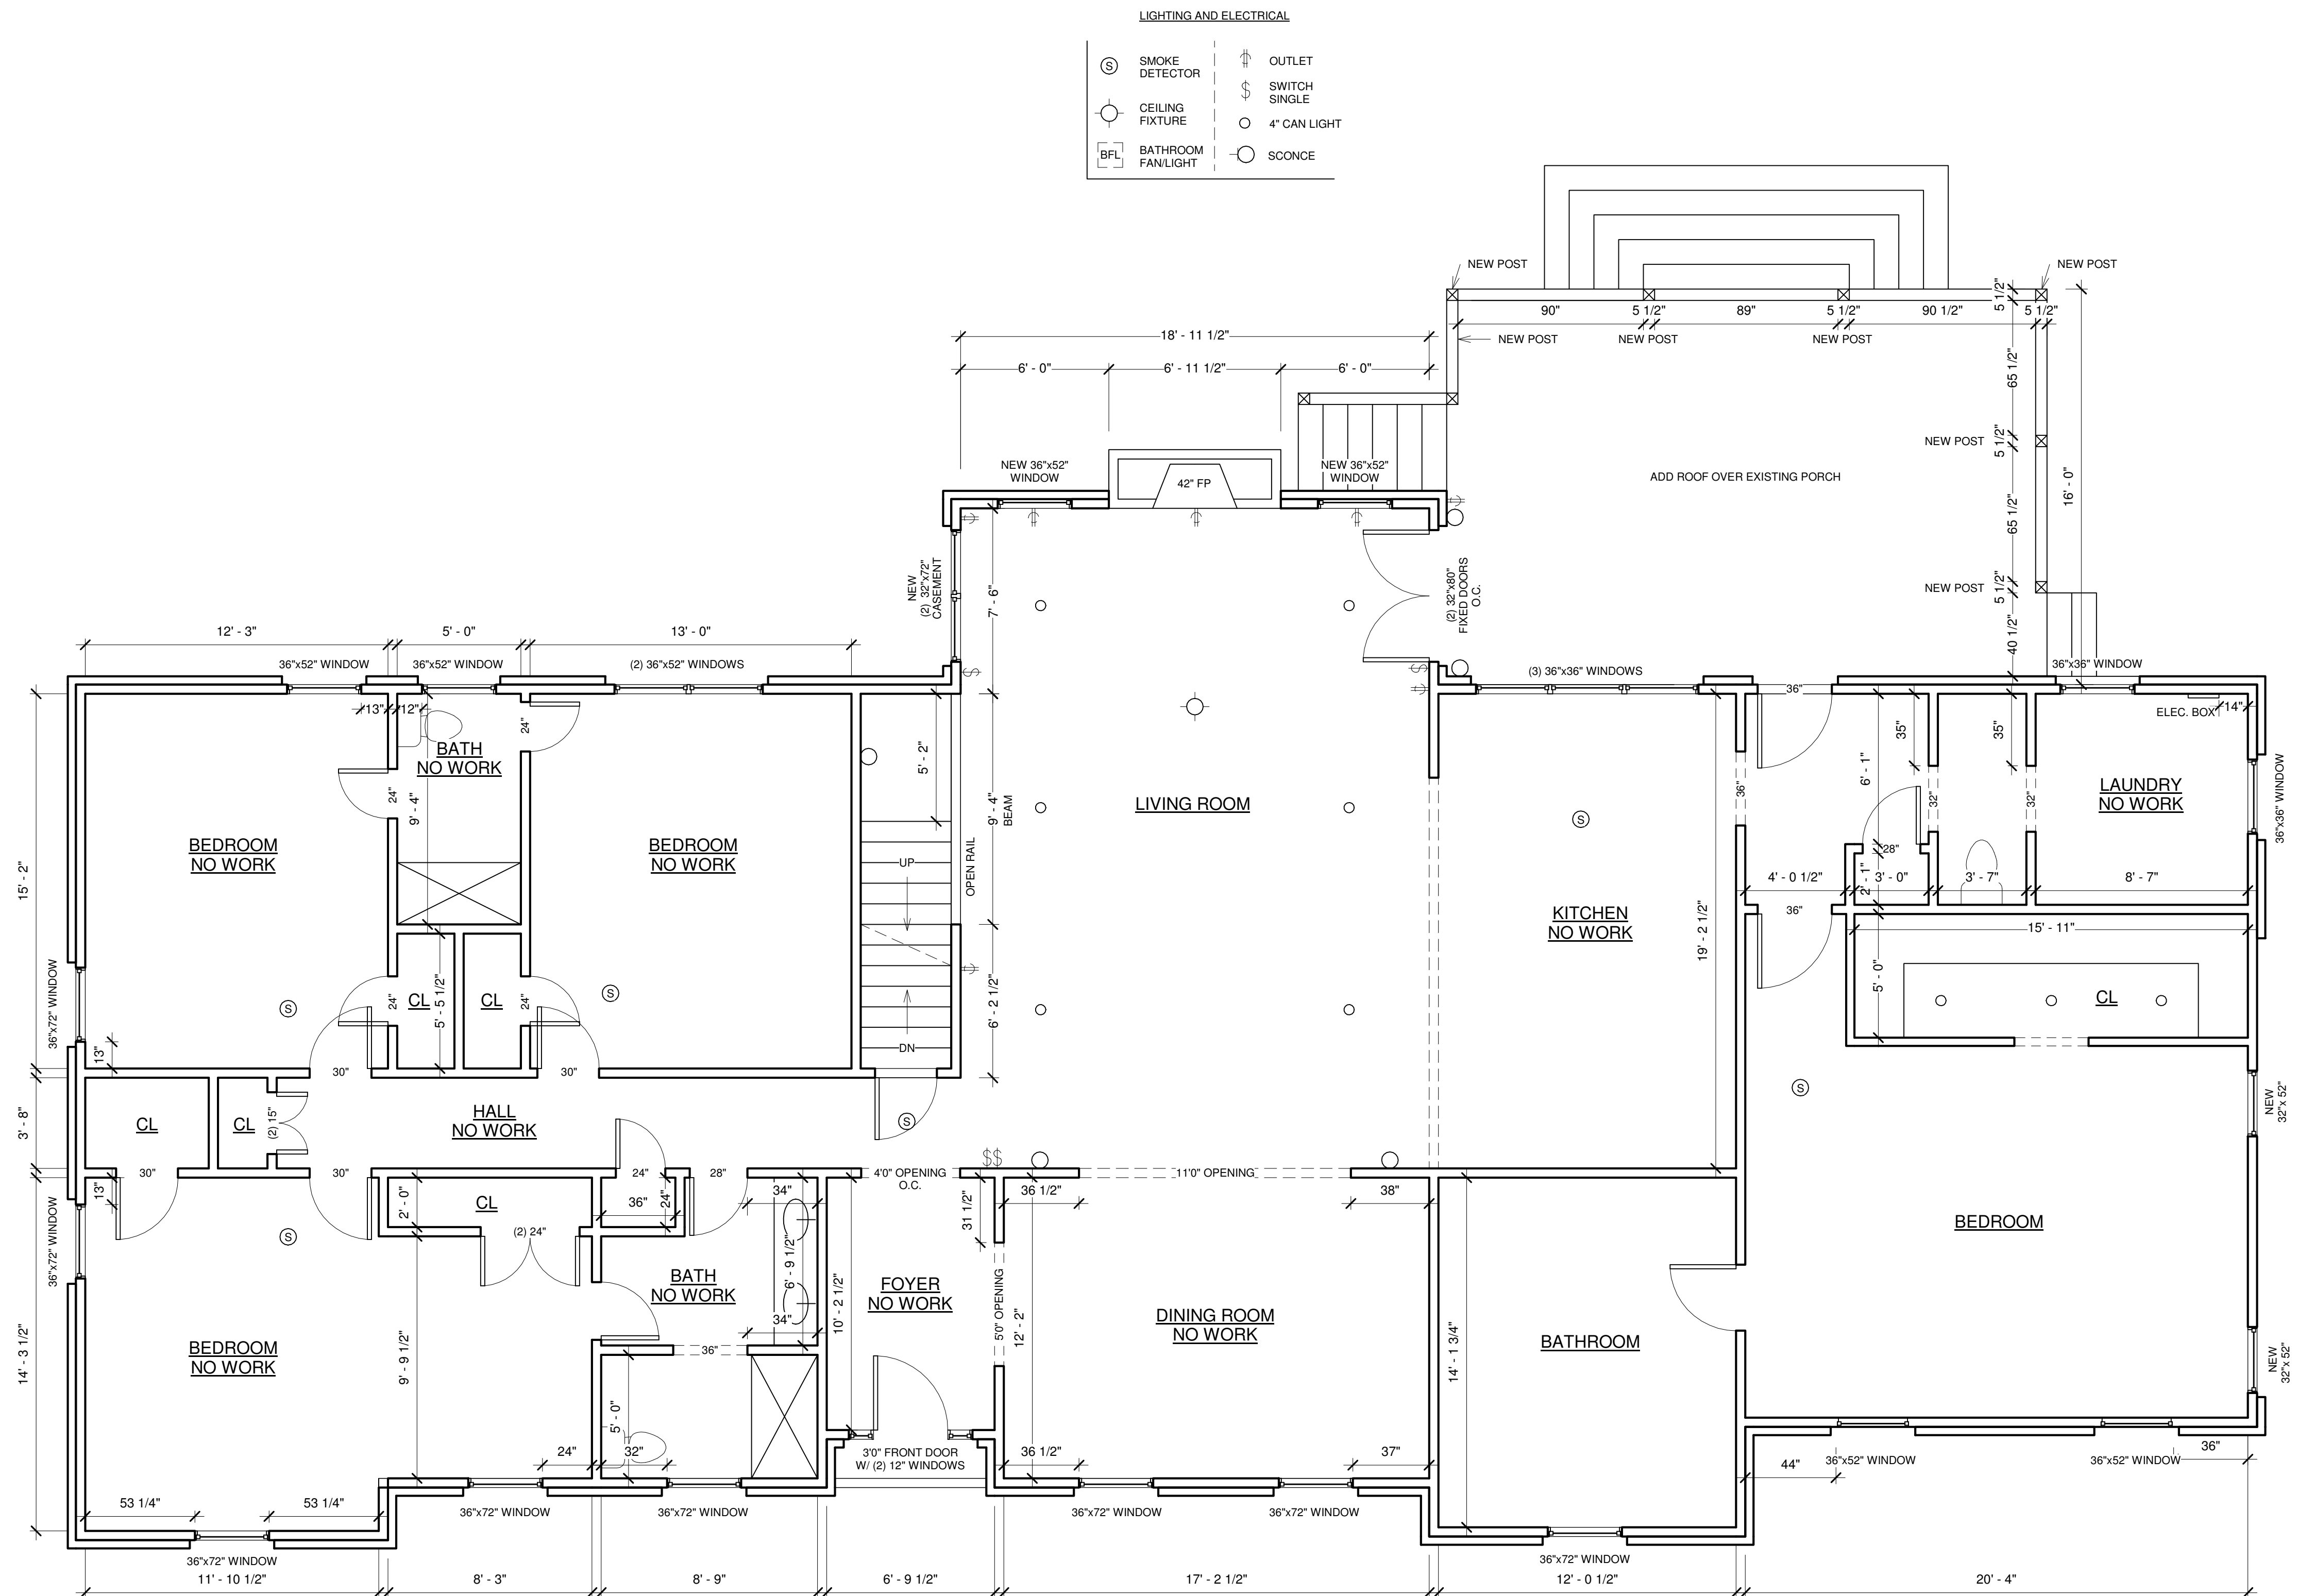 LIGHTING AND ELECTRICAL
S
SMOKE
DETECTOR
CEILING
FIXTURE
BFL
BATHROOM
FAN/LIGHT
OUTLET
$
SWITCH
SINGLE
4" CAN LIGHT
SCONCE
NEW POST
NEW POST
90"
5 1/2"
89"
5 1/2"
90 1/2"
5 1/2"
5 1/2"
NEW POST
NEW POST
NEW POST
18' - 11 1/2"
6' - 0"
6' - 11 1/2"
6' - 0"
65 1/2"
NEW POST
5 1/2"
NEW 36"x52"
WINDOW
42" FP
NEW 36"x52"
WINDOW
ADD ROOF OVER EXISTING PORCH
16' - 0"
65 1/2"
NEW POST
5 1/2"
40 1/2"
NEW
(2) 32"x72"
CASEMENT
7' - 6"
(2) 32"x80"
FIXED DOORS
O.C.
12' - 3"
5' - 0"
13' - 0"
36"x52" WINDOW
36"x52" WINDOW
(2) 36"x52" WINDOWS
(3) 36"x36" WINDOWS
36"x36" WINDOW
$
$
36"
13"
12"
24"
BATH
NO WORK
24"
9' - 4"
5' - 2"
9' - 4"
BEAM
OPEN RAIL
LIVING ROOM
36"
6' - 1"
35"
35"
ELEC. BOX
14"
LAUNDRY
NO WORK
36"x36" WINDOW
32"
32"
28"
S
15' - 2"
BEDROOM
NO WORK
BEDROOM
NO WORK
UP
4' - 0 1/2"
2' - 1"
3' - 0"
3' - 7"
8' - 7"
36"
KITCHEN
NO WORK
19' - 2 1/2"
15' - 11"
5' - 0"
CL
36"x72" WINDOW
S
24"
CL
5' - 5 1/2"
CL
24"
S
6' - 2 1/2"
DN
13"
30"
30"
S
NEW
32"x 52"
3' - 8"
CL
CL
(2) 15"
HALL
NO WORK
S
$$
30"
30"
24"
28"
4'0" OPENING
O.C.
11'0" OPENING
36"x72" WINDOW
13"
S
2' - 0"
CL
(2) 24"
36"
24"
34"
31 1/2"
36 1/2"
38"
BEDROOM
14' - 3 1/2"
BEDROOM
NO WORK
9' - 9 1/2"
BATH
NO WORK
6' - 9 1/2"
34"
36"
10' - 2 1/2"
FOYER
NO WORK
5'0" OPENING
12' - 2"
DINING ROOM
NO WORK
14' - 1 3/4"
BATHROOM
NEW
32"x 52"
5' - 0"
24"
32"
3'0" FRONT DOOR
W/ (2) 12" WINDOWS
36 1/2"
37"
44"
36"x52" WINDOW
36"x52" WINDOW
36"
53 1/4"
53 1/4"
36"x72" WINDOW
36"x72" WINDOW
36"x72" WINDOW
36"x72" WINDOW
36"x72" WINDOW
36"x72" WINDOW
11' - 10 1/2"
8' - 3"
8' - 9"
6' - 9 1/2"
17' - 2 1/2"
12' - 0 1/2"
20' - 4"